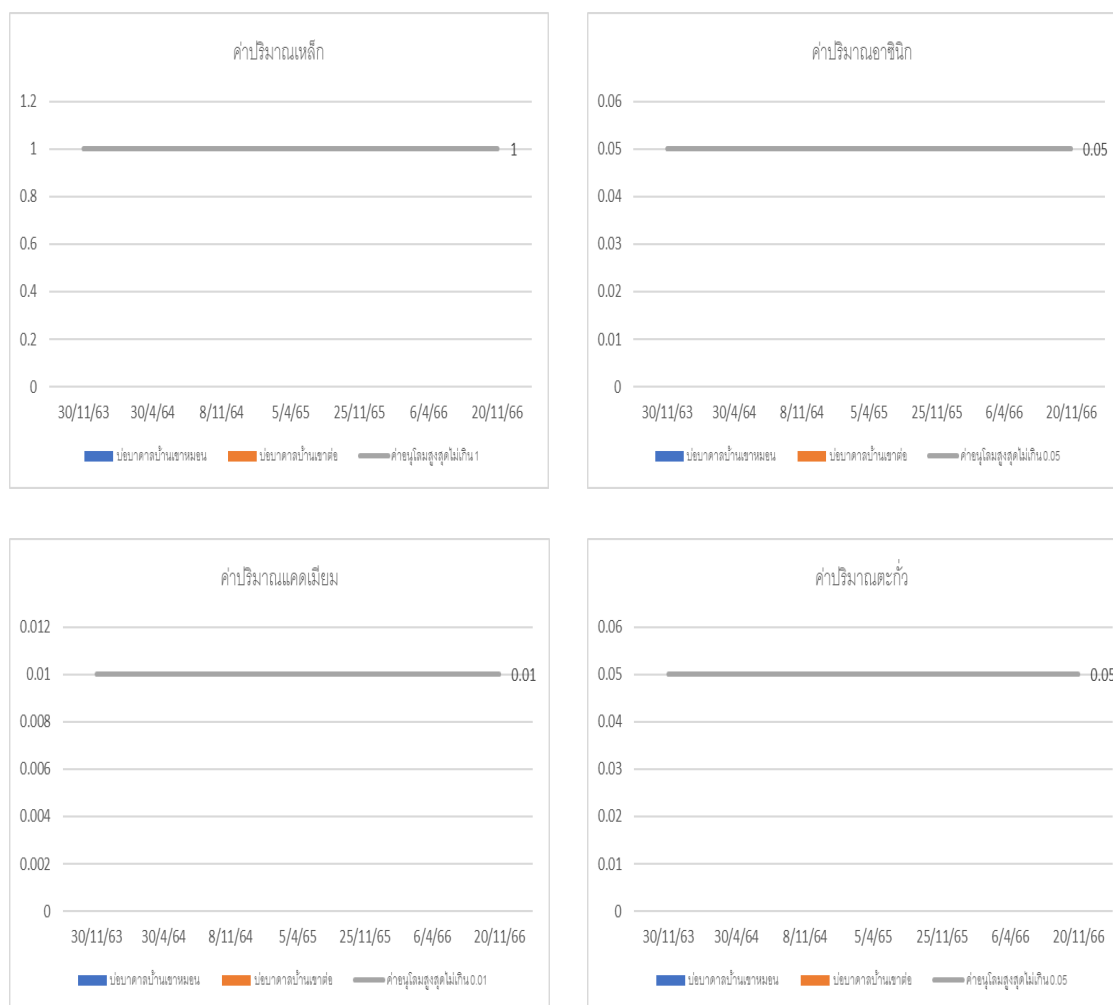 ค่าปริมาณเหล็ก
1.2
1
1
0.8
0.6
0.4
0.2
0
30/11/63 30/4/64 8/11/64 5/4/65 25/11/65 6/4/66 20/11/66
บ่อบาดาลบ้านเขาหมอน บ่อบาดาลบ้านเขาต่อ ค่าอนุโลมสูงสุดไม่เกิน 1
ค่าปริมาณอาซินิก
0.06
0.05
0.05
0.04
0.03
0.02
0.01
0
30/11/63 30/4/64 8/11/64 5/4/65 25/11/65 6/4/66 20/11/66
บ่อบาดาลบ้านเขาหมอน บ่อบาดาลบ้านเขาต่อ ค่าอนุโลมสูงสุดไม่เกิน 0.05
ค่าปริมาณแคดเมียม
0.012
0.01
0.01
0.008
0.006
0.004
0.002
0
30/11/63 30/4/64 8/11/64 5/4/65 25/11/65 6/4/66 20/11/66
บ่อบาดาลบ้านเขาหมอน บ่อบาดาลบ้านเขาต่อ ค่าอนุโลมสูงสุดไม่เกิน 0.01
ค่าปริมาณตะกั่ว
0.06
0.05
0.05
0.04
0.03
0.02
0.01
0
30/11/63 30/4/64 8/11/64 5/4/65 25/11/65 6/4/66 20/11/66
บ่อบาดาลบ้านเขาหมอน บ่อบาดาลบ้านเขาต่อ ค่าอนุโลมสูงสุดไม่เกิน 0.05